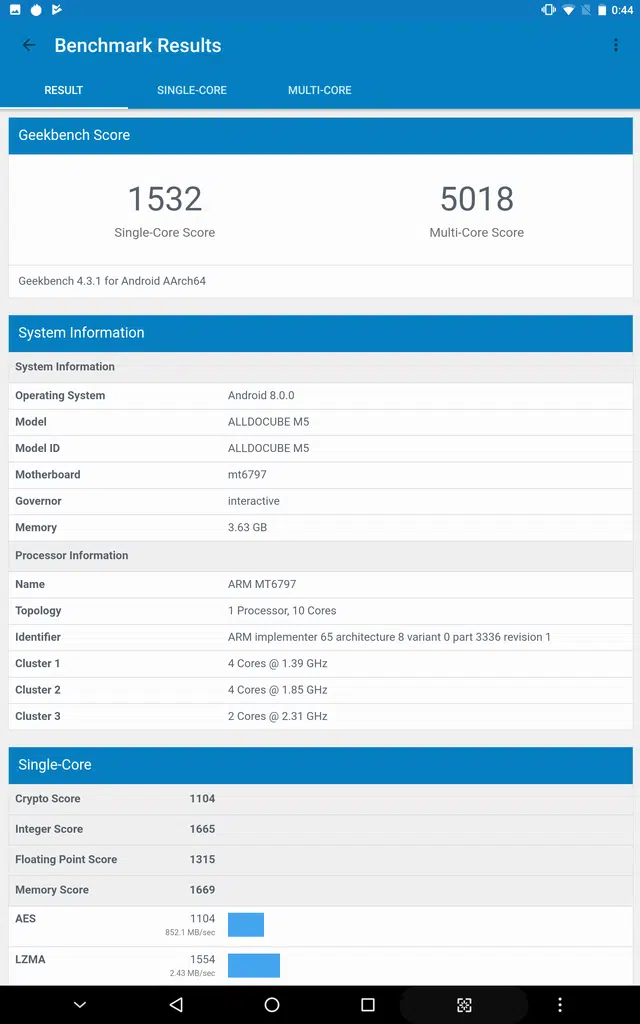 0:44
Benchmark Results
RESULT SINGLE-CORE MULTI-CORE
Geekbench Score
1532 5018
Single-Core Score Multi-Core Score
Geekbench 4.3.1 for Android AArch64
System Information
System Information
Operating System Android 8.0.0
Model ALLDOCUBE M5
Model ID ALLDOCUBE M5
Motherboard mt6797
Governor interactive
Memory 3.63 GB
Processor Information
Name ARM MT6797
Topology 1 Processor, 10 Cores
Identifier ARM implementer 65 architecture 8 variant 0 part 3336 revision 1
Cluster 1 4 Cores @ 1.39 GHz
Cluster 2 4 Cores @ 1.85 GHz
Cluster 3 2 Cores @ 2.31 GHz
Single-Core
Crypto Score 1104
Integer Score 1665
Floating Point Score 1315
Memory Score 1669
AES 1104
852.1 MB/sec
LZMA 1554
2.43 MB/sec